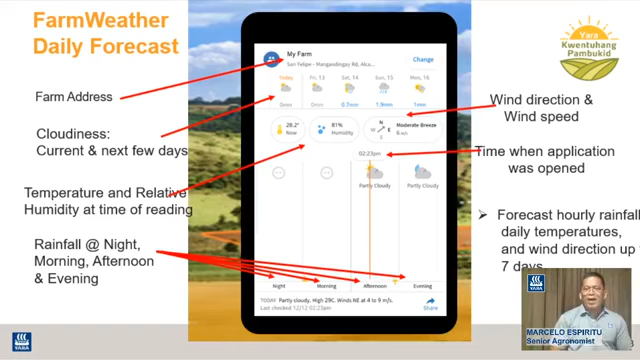 FarmWeather
Daily Forecast
Yara
Kwentuhang
Pambukid
My Farm
San Felipe - Mangandingay Rd, Alca...
Change
Today
Fri, 13
Sat, 14
Sun, 15
Mon, 16
0mm
0mm
0.7mm
1.9mm
1mm
28.2°
Now
81%
Humidity
Moderate Breeze
6 m/s
N
W
E
S
02:23pm
Partly Cloudy
Partly Cloudy
Night
Morning
Afternoon
Evening
TODAY Partly cloudy. High 29C. Winds NE at 4 to 9 m/s.
Last checked 12/12 02:23pm
Share
Farm Address
Cloudiness:
Current & next few days
Temperature and Relative
Humidity at time of reading
Rainfall @ Night,
Morning, Afternoon
& Evening
Wind direction &
Wind speed
Time when application
was opened
➢ Forecast hourly rainfall
daily temperatures,
and wind direction up
7 days
YARA
YARA
MARCELO ESPIRITU
Senior Agronomist